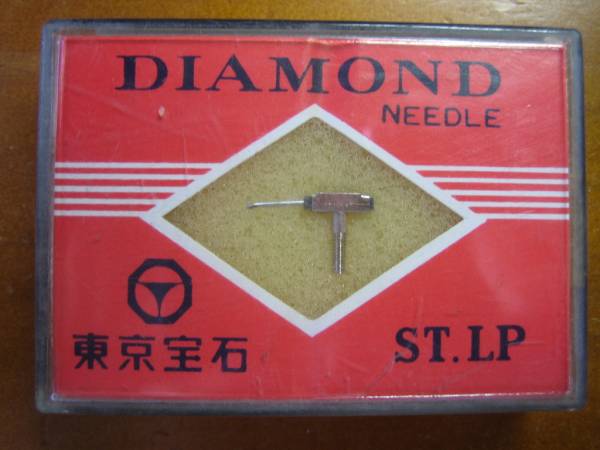 DIAMOND
NEEDLE
東京宝石
ST.LP